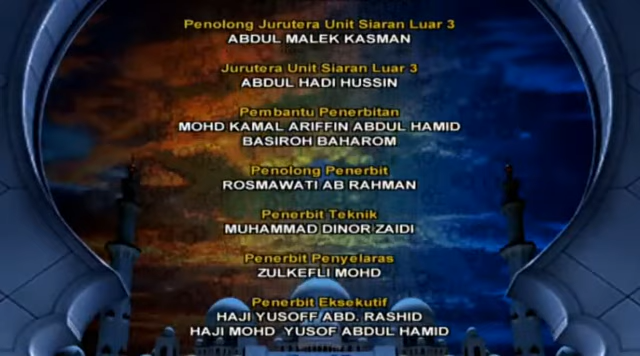 Penolong Jurutera Unit Siaran Luar 3
ABDUL MALEK KASMAN
Jurutera Unit Siaran Luar 3
ABDUL HADI HUSSIN
Pembantu Penerbitan
MOHD KAMAL ARIFFIN ABDUL HAMID
BASIROH BAHAROM
Penolong Penerbit
ROSMAWATI AB RAHMAN
Penerbit Teknik
MUHAMMAD DINOR ZAIDI
Penerbit Penyelaras
ZULKEFLI MOHD
Penerbit Eksekutif
HAJI YUSOFF ABD. RASHID
HAJI MOHD YUSOF ABDUL HAMID